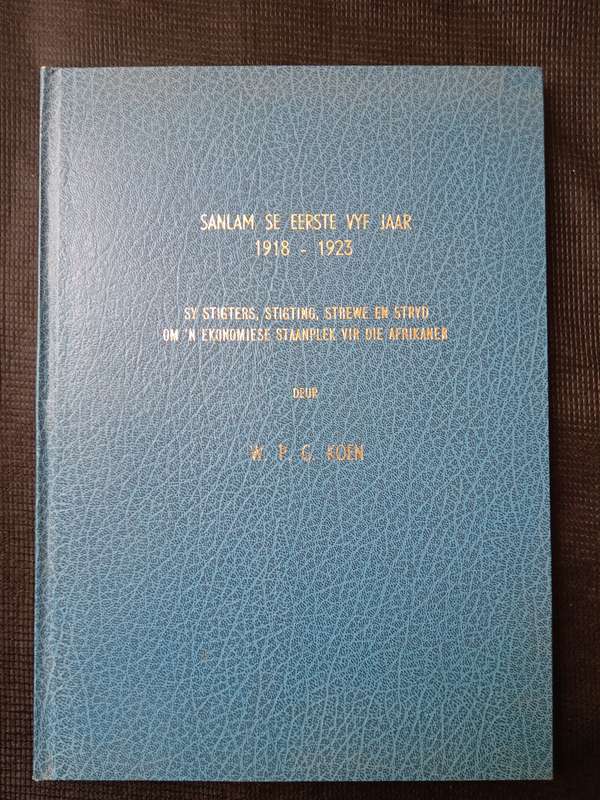 SANLAM SE EERSTE VYF JAAR
1918 - 1923
SY STIGTERS, STIGTING, STREWE EN STRYD
OM 'N EKONOMIESE STAANPLEK VIR DIE AFRIKANER
DEUR
W. P. G. KOEN